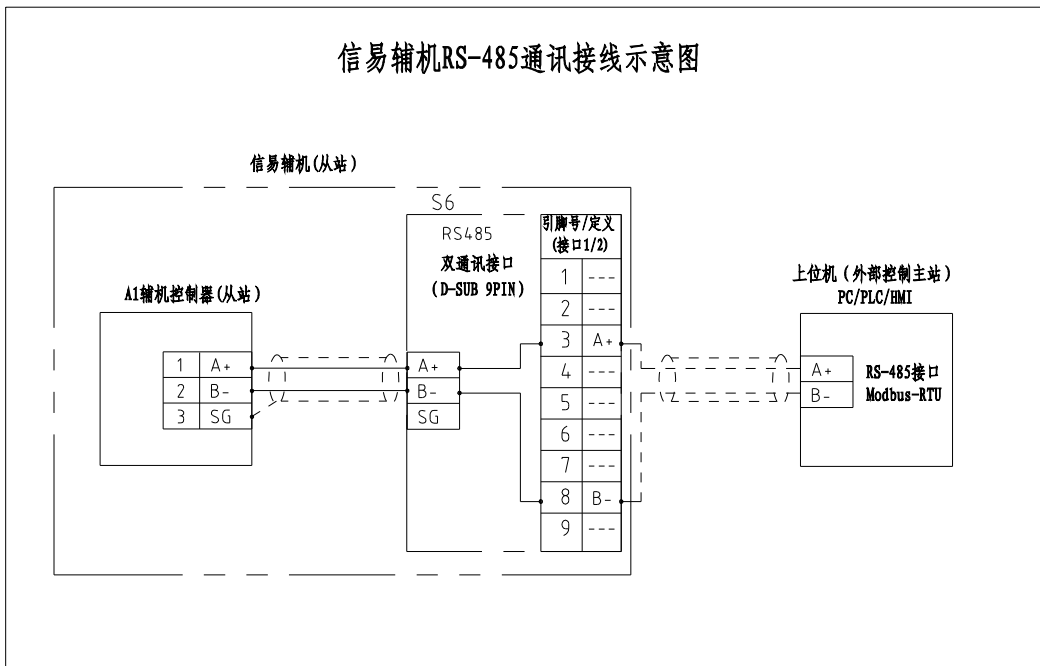 信易辅机RS-485通讯接线示意图
信易辅机(从站)
S6
RS485
双通讯接口
(D-SUB 9PIN)
引脚号/定义
(接口1/2)
1 ---
2 ---
3 A+
4 ---
5 ---
6 ---
7 ---
8 B-
9 ---
A1辅机控制器(从站)
1 A+
2 B-
3 SG
A+
B-
SG
上位机(外部控制主站)
PC/PLC/HMI
A+
B-
RS-485接口
Modbus-RTU